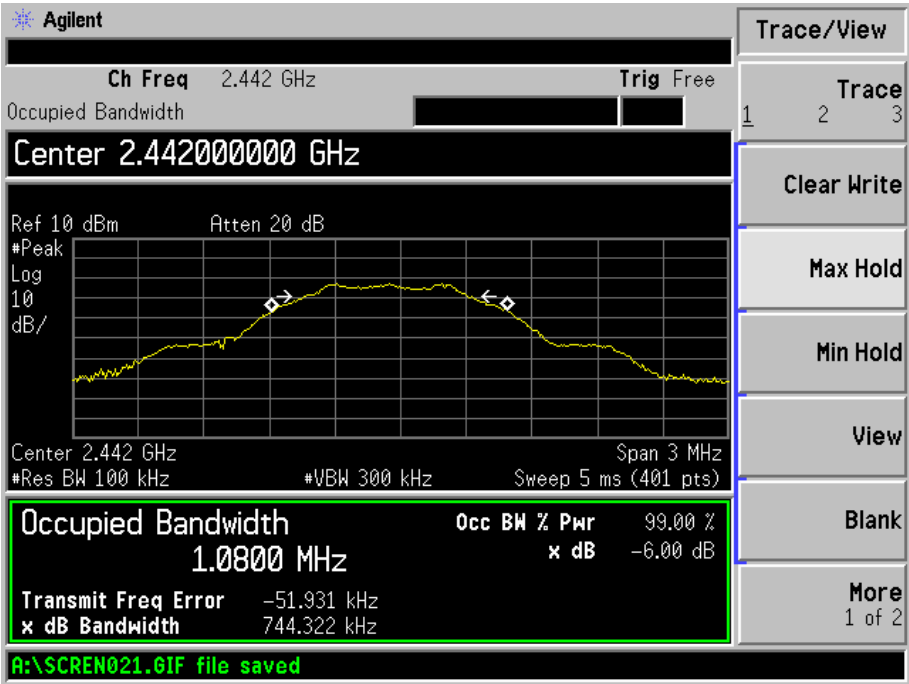 Agilent
Trace/View
Ch Freq 2.442 GHz Trig Free
Occupied Bandwidth
Center 2.442000000 GHz
Ref 10 dBm Atten 20 dB
#Peak
Log
10
dB/
Center 2.442 GHz Span 3 MHz
#Res BW 100 kHz #VBW 300 kHz Sweep 5 ms (401 pts)
Occupied Bandwidth
1.0800 MHz
Occ BW % Pwr 99.00 %
x dB -6.00 dB
Transmit Freq Error -51.931 kHz
x dB Bandwidth 744.322 kHz
A:\SCREN021.GIF file saved
Trace
1 2 3
Clear Write
Max Hold
Min Hold
View
Blank
More
1 of 2